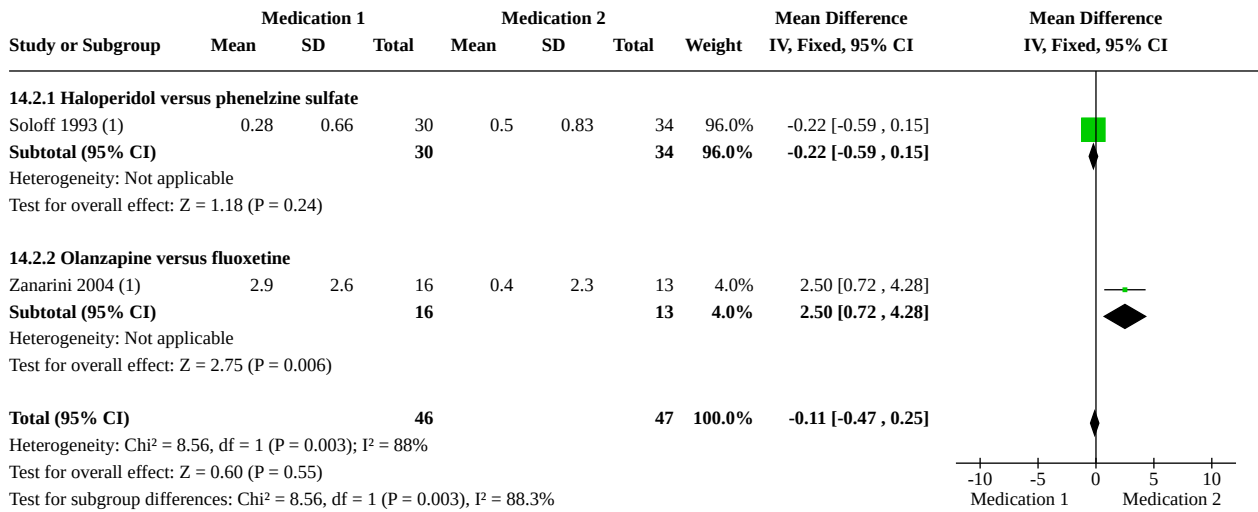 Medication 1 Medication 2 Mean Difference Mean Difference
Study or Subgroup Mean SD Total Mean SD Total Weight IV, Fixed, 95% CI IV, Fixed, 95% CI
14.2.1 Haloperidol versus phenelzine sulfate
Soloff 1993 (1) 0.28 0.66 30 0.5 0.83 34 96.0% -0.22 [-0.59 , 0.15]
Subtotal (95% CI) 30 34 96.0% -0.22 [-0.59 , 0.15]
Heterogeneity: Not applicable
Test for overall effect: Z = 1.18 (P = 0.24)
14.2.2 Olanzapine versus fluoxetine
Zanarini 2004 (1) 2.9 2.6 16 0.4 2.3 13 4.0% 2.50 [0.72 , 4.28]
Subtotal (95% CI) 16 13 4.0% 2.50 [0.72 , 4.28]
Heterogeneity: Not applicable
Test for overall effect: Z = 2.75 (P = 0.006)
Total (95% CI) 46 47 100.0% -0.11 [-0.47 , 0.25]
Heterogeneity: Chi² = 8.56, df = 1 (P = 0.003); I² = 88%
Test for overall effect: Z = 0.60 (P = 0.55)
Test for subgroup differences: Chi² = 8.56, df = 1 (P = 0.003), I² = 88.3%
-10 -5 0 5 10
Medication 1 Medication 2